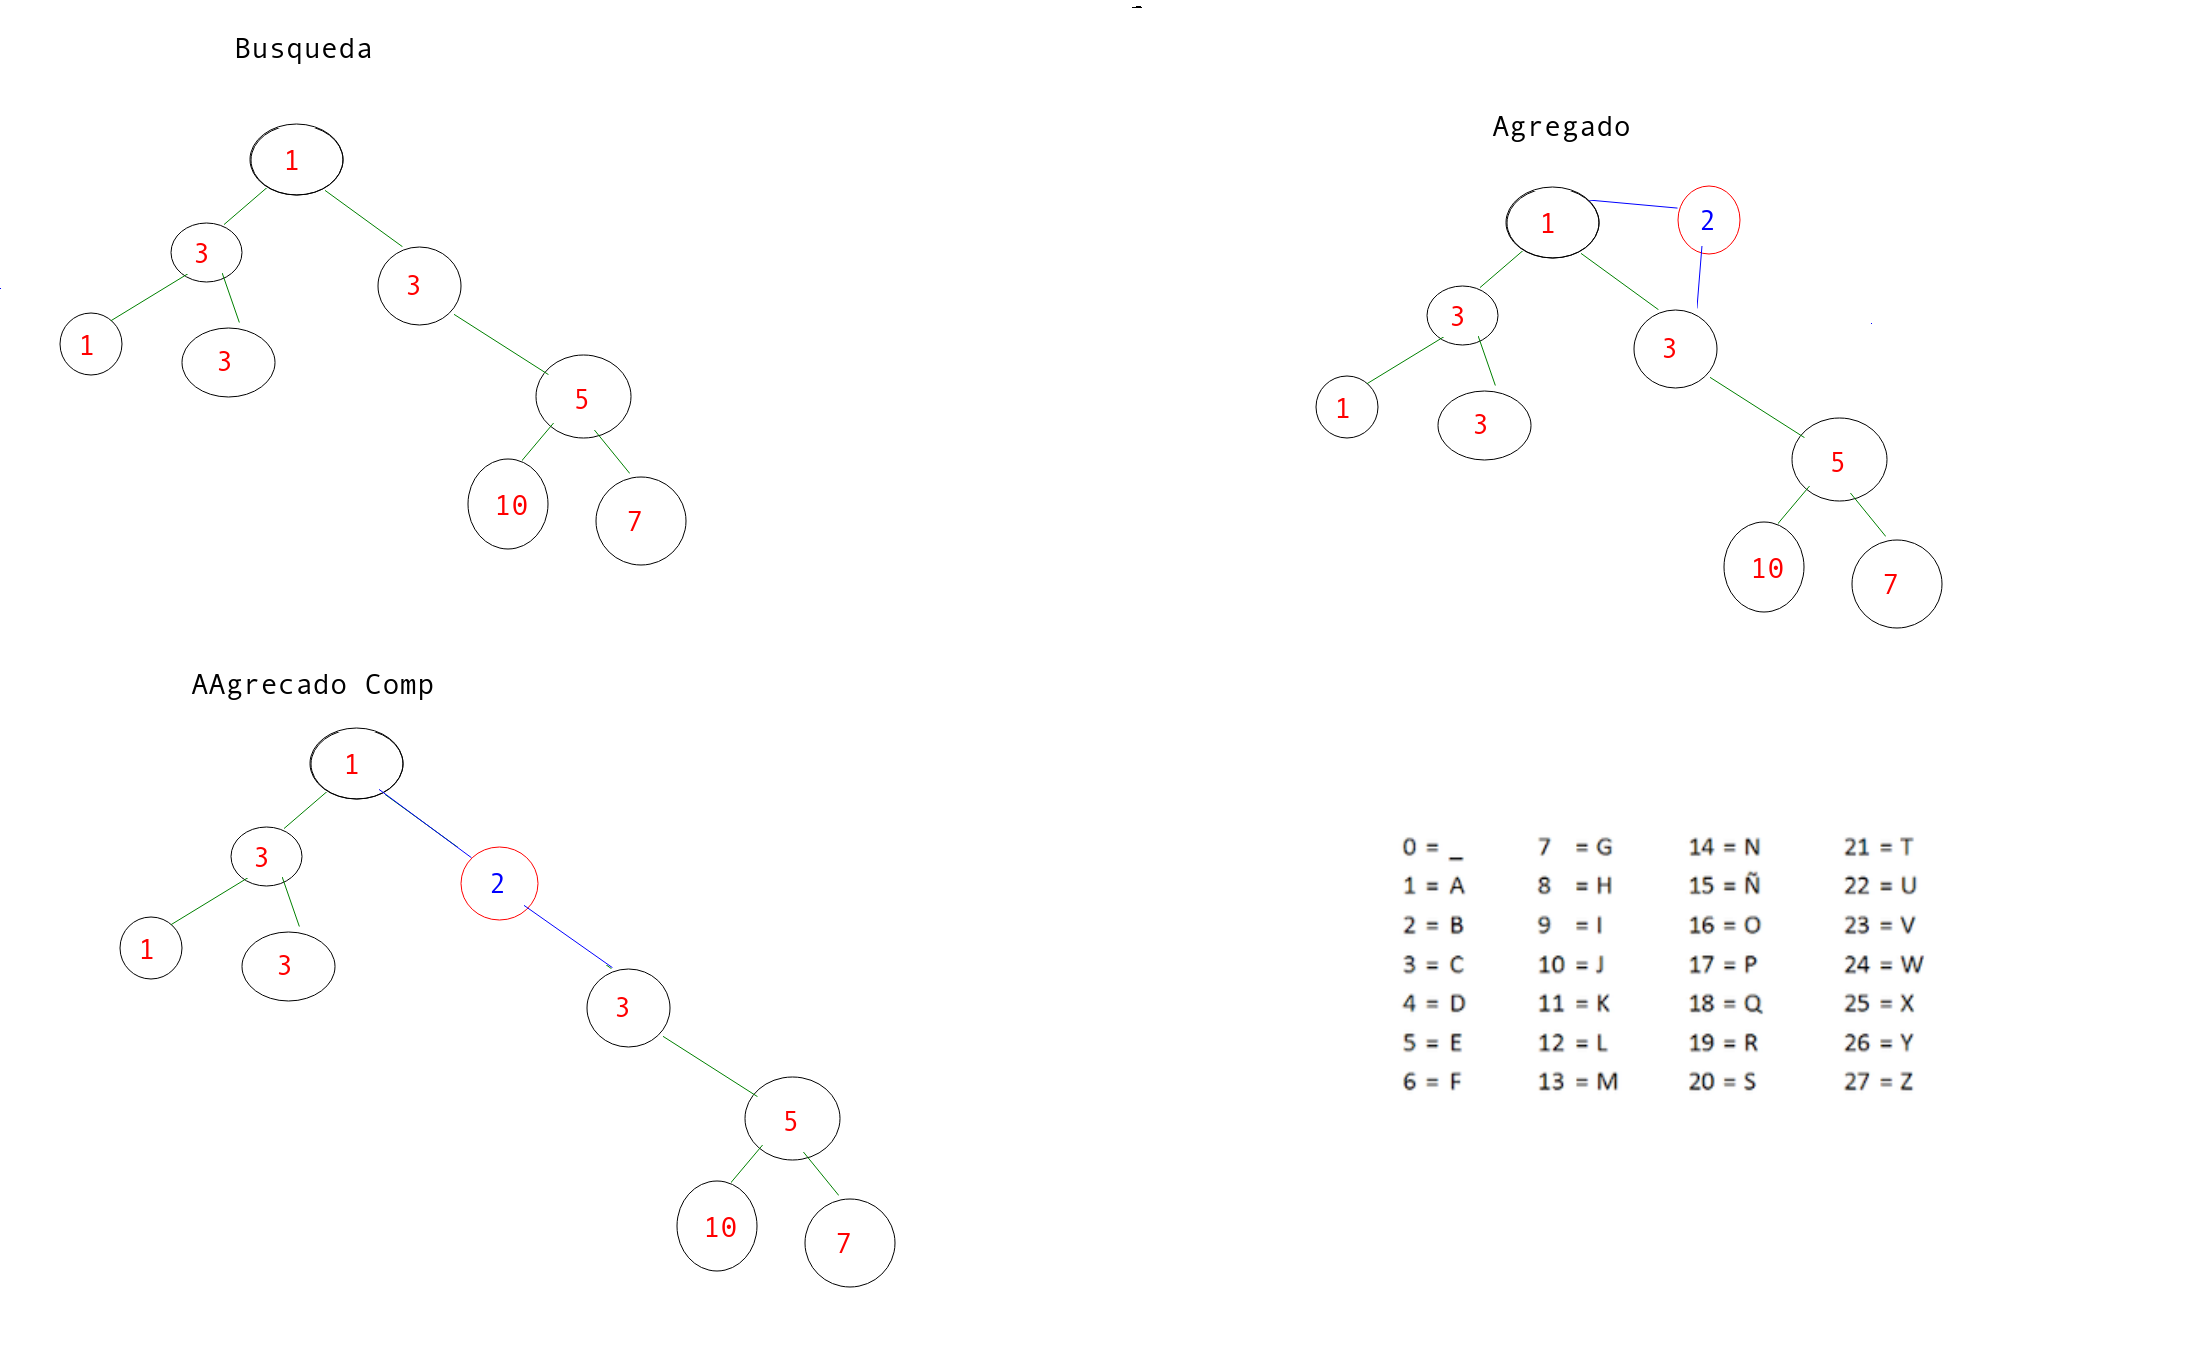 Busqueda
1
3
3
1
3
5
10
7
Agregado
1
2
3
3
1
3
5
10
7
AAgrecado Comp
1
3
2
1
3
3
5
10
7
0 = _ 7 = G 14 = N 21 = T
1 = A 8 = H 15 = Ñ 22 = U
2 = B 9 = I 16 = O 23 = V
3 = C 10 = J 17 = P 24 = W
4 = D 11 = K 18 = Q 25 = X
5 = E 12 = L 19 = R 26 = Y
6 = F 13 = M 20 = S 27 = Z